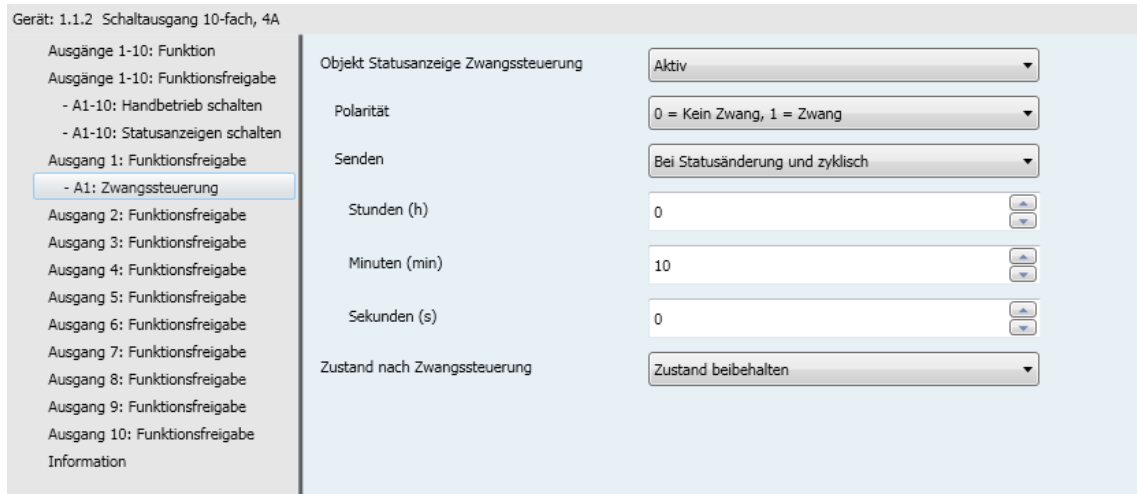 Gerät: 1.1.2 Schaltausgang 10-fach, 4A
Ausgänge 1-10: Funktion
Ausgänge 1-10: Funktionsfreigabe
- A1-10: Handbetrieb schalten
- A1-10: Statusanzeigen schalten
Ausgang 1: Funktionsfreigabe
- A1: Zwangssteuerung
Ausgang 2: Funktionsfreigabe
Ausgang 3: Funktionsfreigabe
Ausgang 4: Funktionsfreigabe
Ausgang 5: Funktionsfreigabe
Ausgang 6: Funktionsfreigabe
Ausgang 7: Funktionsfreigabe
Ausgang 8: Funktionsfreigabe
Ausgang 9: Funktionsfreigabe
Ausgang 10: Funktionsfreigabe
Information
Objekt Statusanzeige Zwangssteuerung Aktiv
Polarität 0 = Kein Zwang, 1 = Zwang
Senden Bei Statusänderung und zyklisch
Stunden (h) 0
Minuten (min) 10
Sekunden (s) 0
Zustand nach Zwangssteuerung Zustand beibehalten